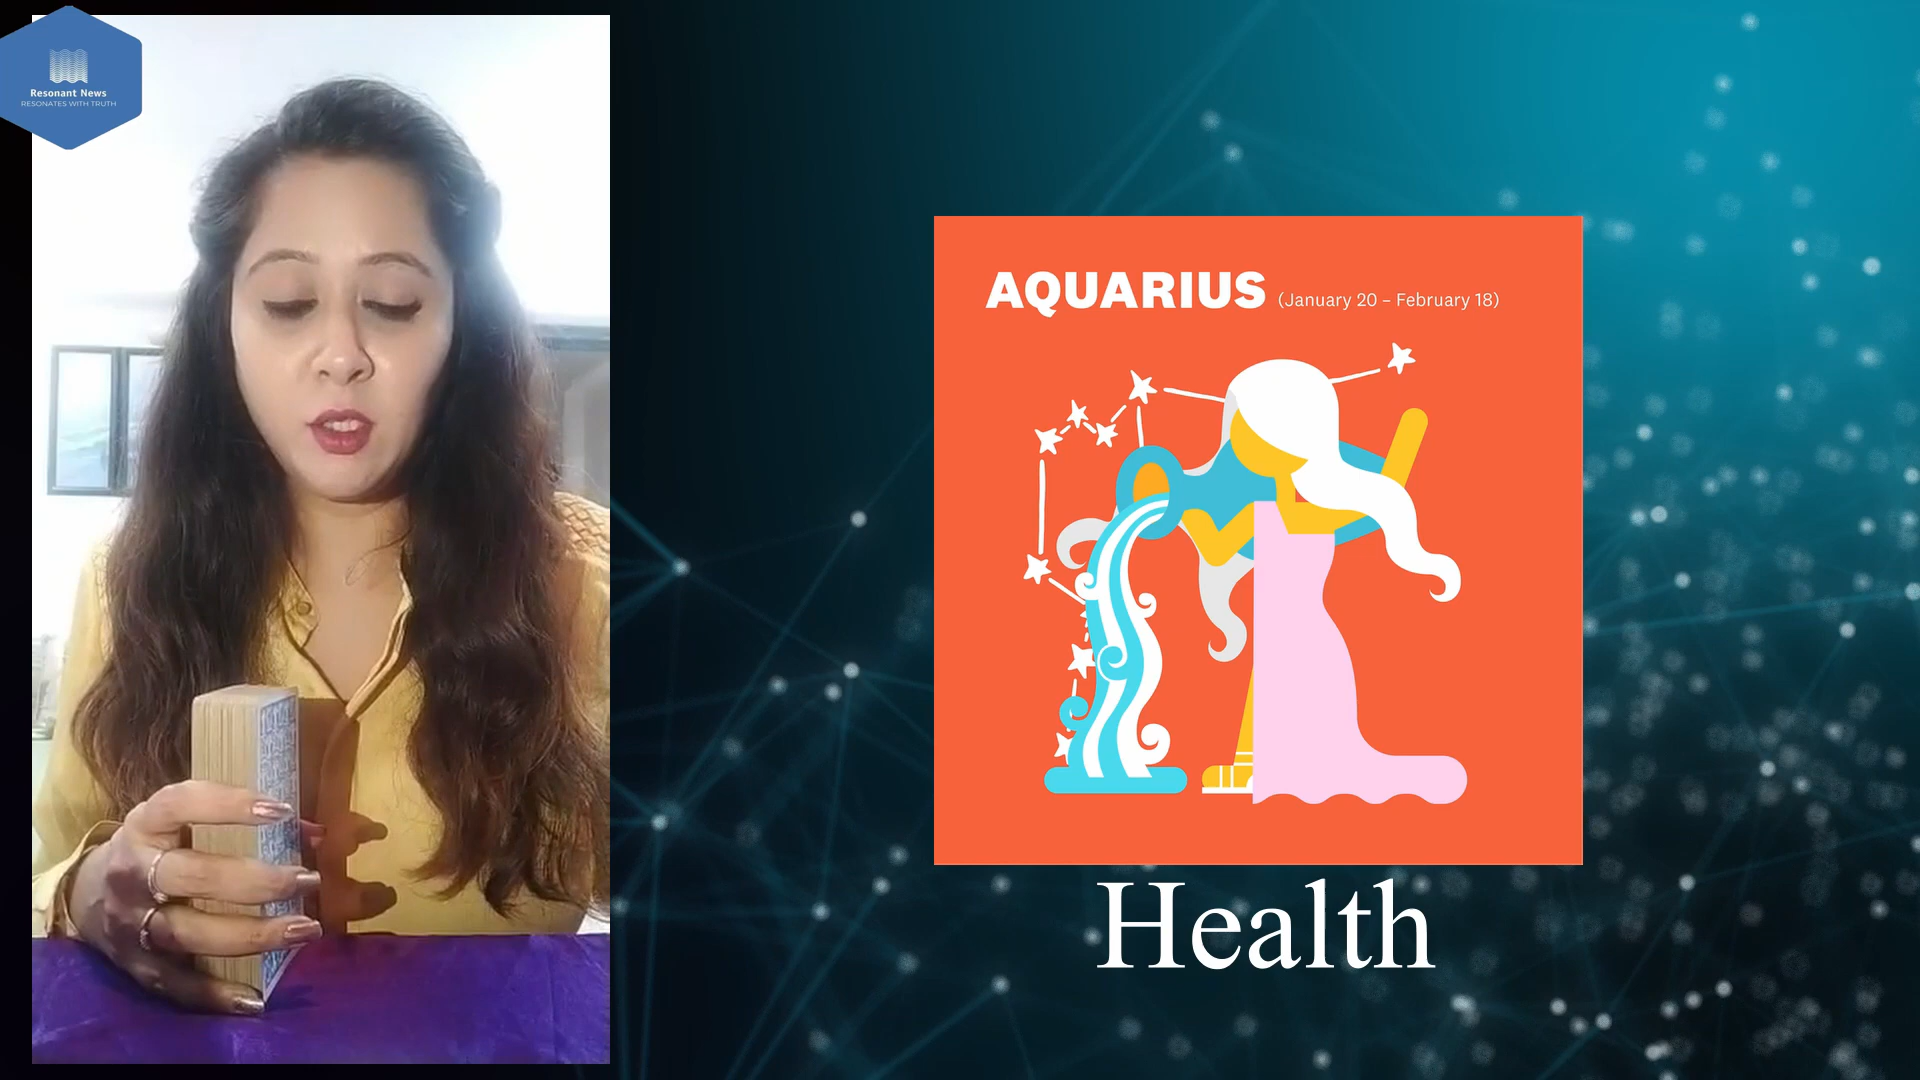 Resonant News
RESONATES WITH TRUTH
AQUARIUS (January 20 – February 18)
Health